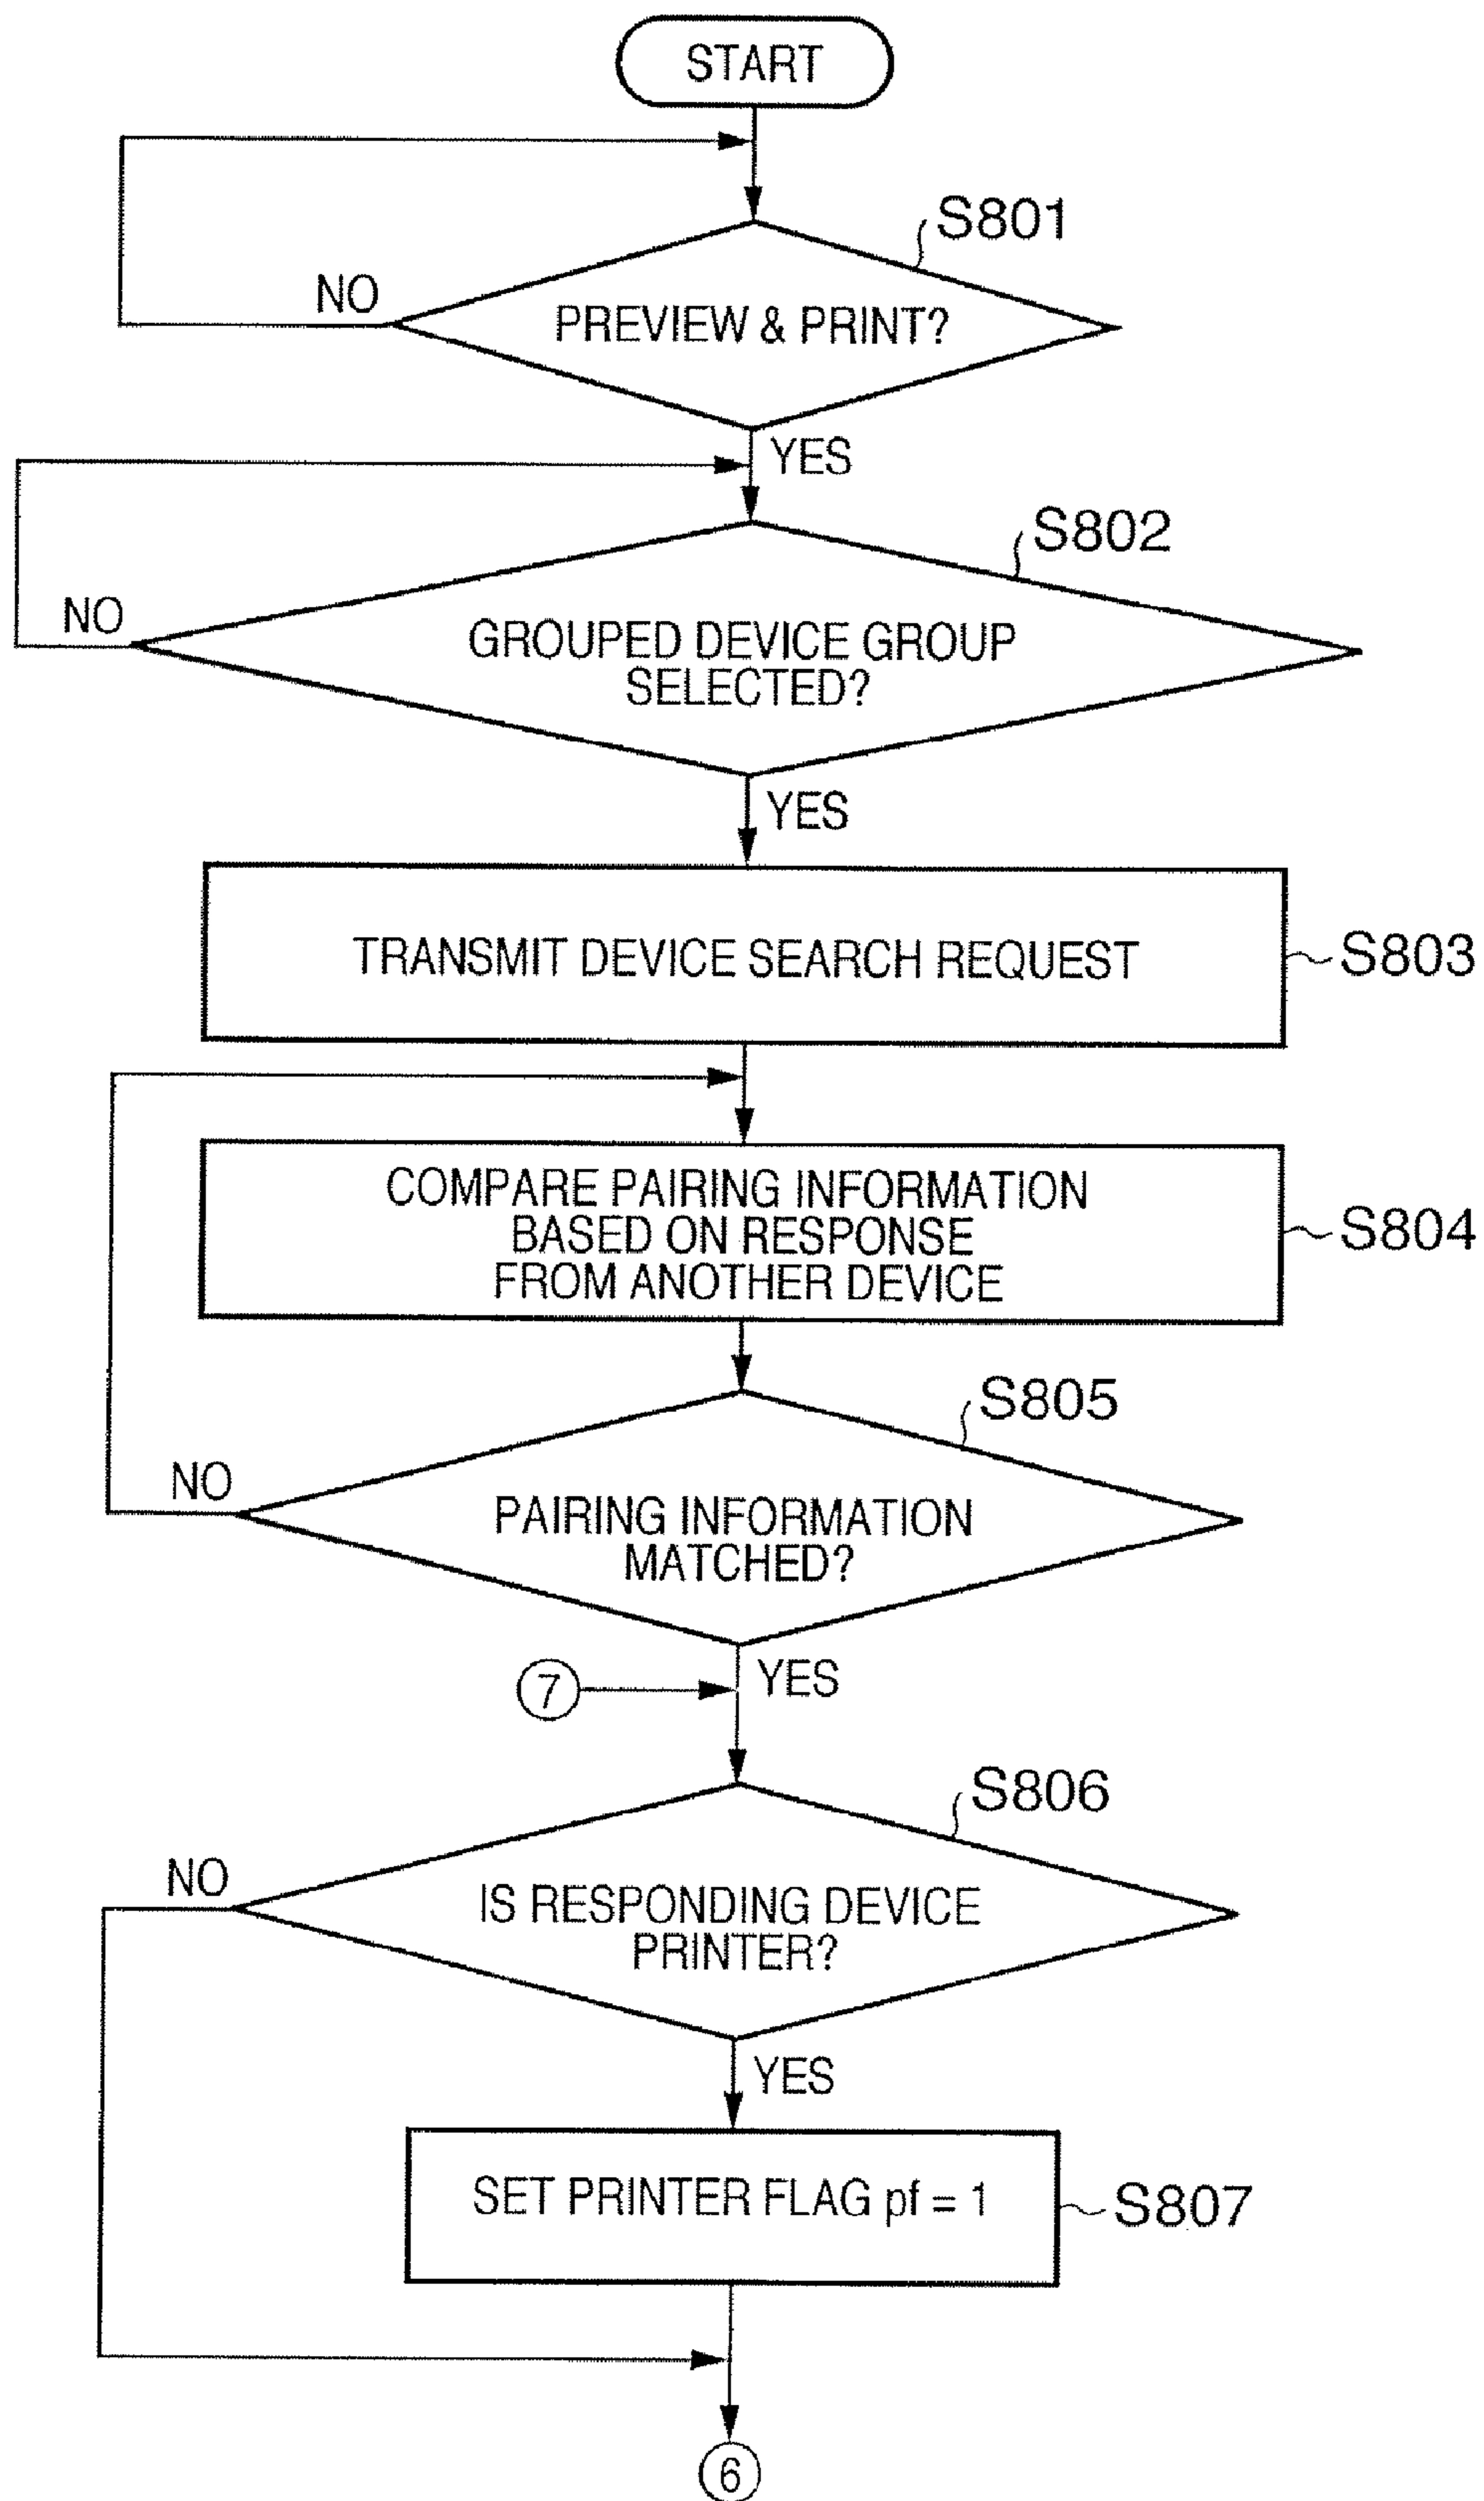 START
S801
NO
PREVIEW & PRINT?
YES
S802
NO
GROUPED DEVICE GROUP
SELECTED?
YES
TRANSMIT DEVICE SEARCH REQUEST
S803
COMPARE PAIRING INFORMATION
BASED ON RESPONSE
FROM ANOTHER DEVICE
S804
S805
NO
PAIRING INFORMATION
MATCHED?
7
YES
S806
NO
IS RESPONDING DEVICE
PRINTER?
YES
SET PRINTER FLAG pf = 1
S807
6